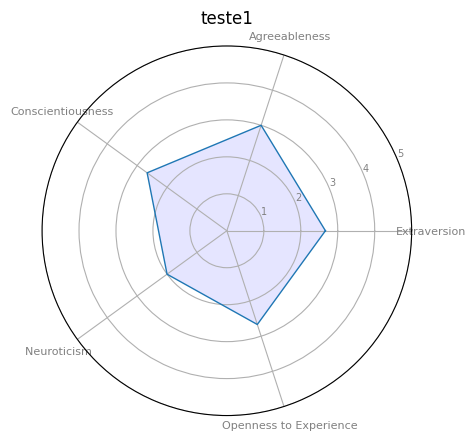 teste1
Agreeableness
Conscientiousness
5
4
3
2
1
Extraversion
Neuroticism
Openness to Experience